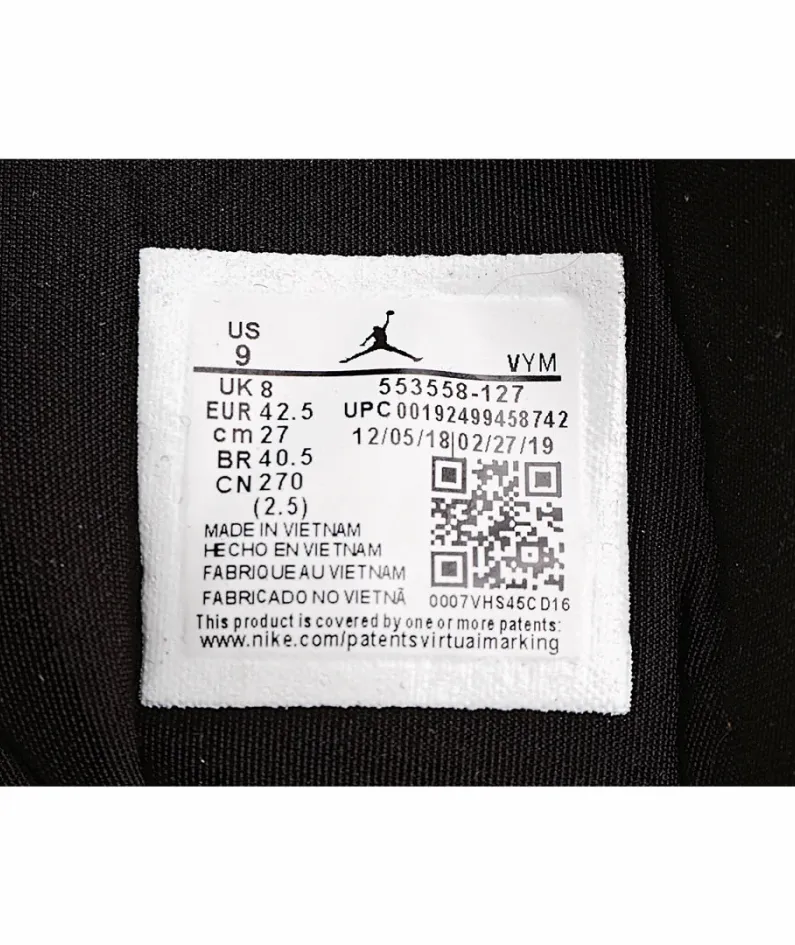 US
9
VYM
UK 8
553558-127
EUR 42.5
UPC 00192499458742
cm 27
12/05/18|02/27/19
BR 40.5
CN 270
(2.5)
MADE IN VIETNAM
HECHO EN VIETNAM
FABRIQUE AU VIETNAM
FABRICADO NO VIETNÃ
0007VHS45CD16
This product is covered by one or more patents:
www.nike.com/patentsvirtualmarking